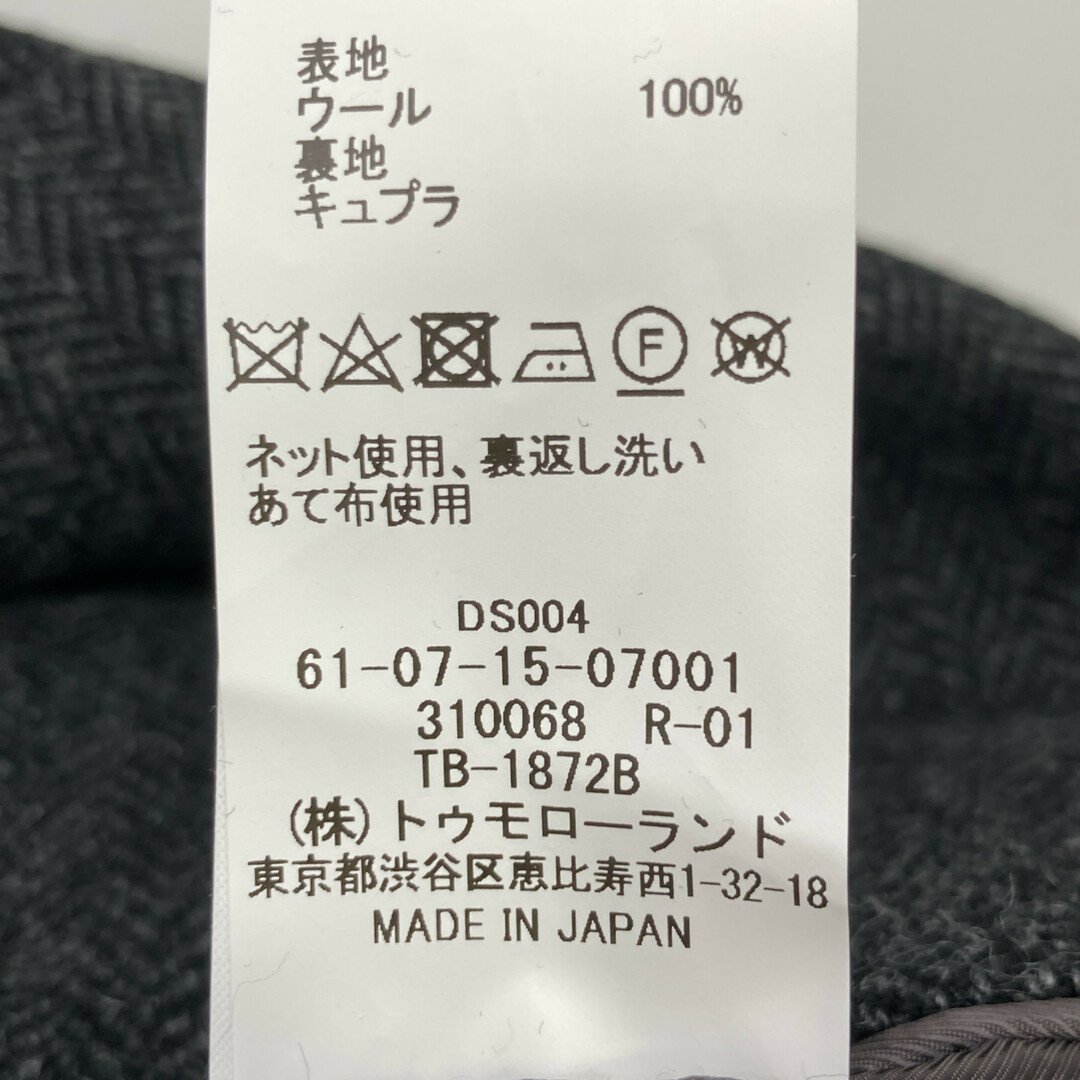 表地
ウール 100%
裏地
キュプラ
F W
ネット使用、裏返し洗い
あて布使用
DS004
61-07-15-07001
310068 R-01
TB-1872B
(株)トゥモローランド
東京都渋谷区恵比寿西1-32-18
MADE IN JAPAN